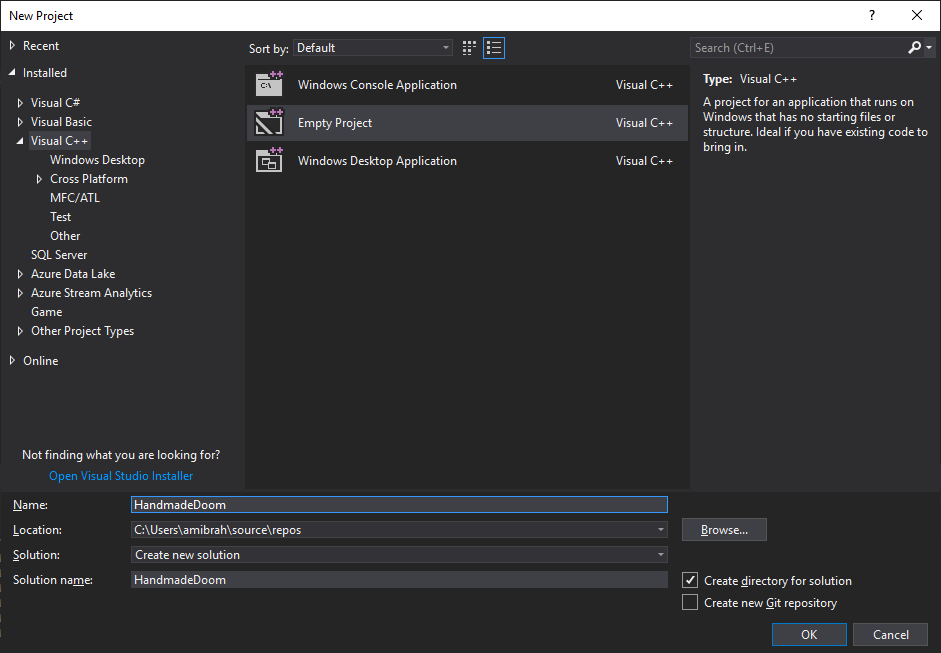 New Project
?
Recent
Installed
Visual C#
Visual Basic
Visual C++
Windows Desktop
Cross Platform
MFC/ATL
Test
Other
SQL Server
Azure Data Lake
Azure Stream Analytics
Game
Other Project Types
Online
Not finding what you are looking for?
Open Visual Studio Installer
Sort by: Default
Windows Console Application Visual C++
Empty Project Visual C++
Windows Desktop Application Visual C++
Search (Ctrl+E)
Type: Visual C++
A project for an application that runs on
Windows that has no starting files or
structure. Ideal if you have existing code to
bring in.
Name: HandmadeDoom
Location: C:\Users\amibrah\source\repos
Browse...
Solution: Create new solution
Solution name: HandmadeDoom
Create directory for solution
Create new Git repository
OK Cancel